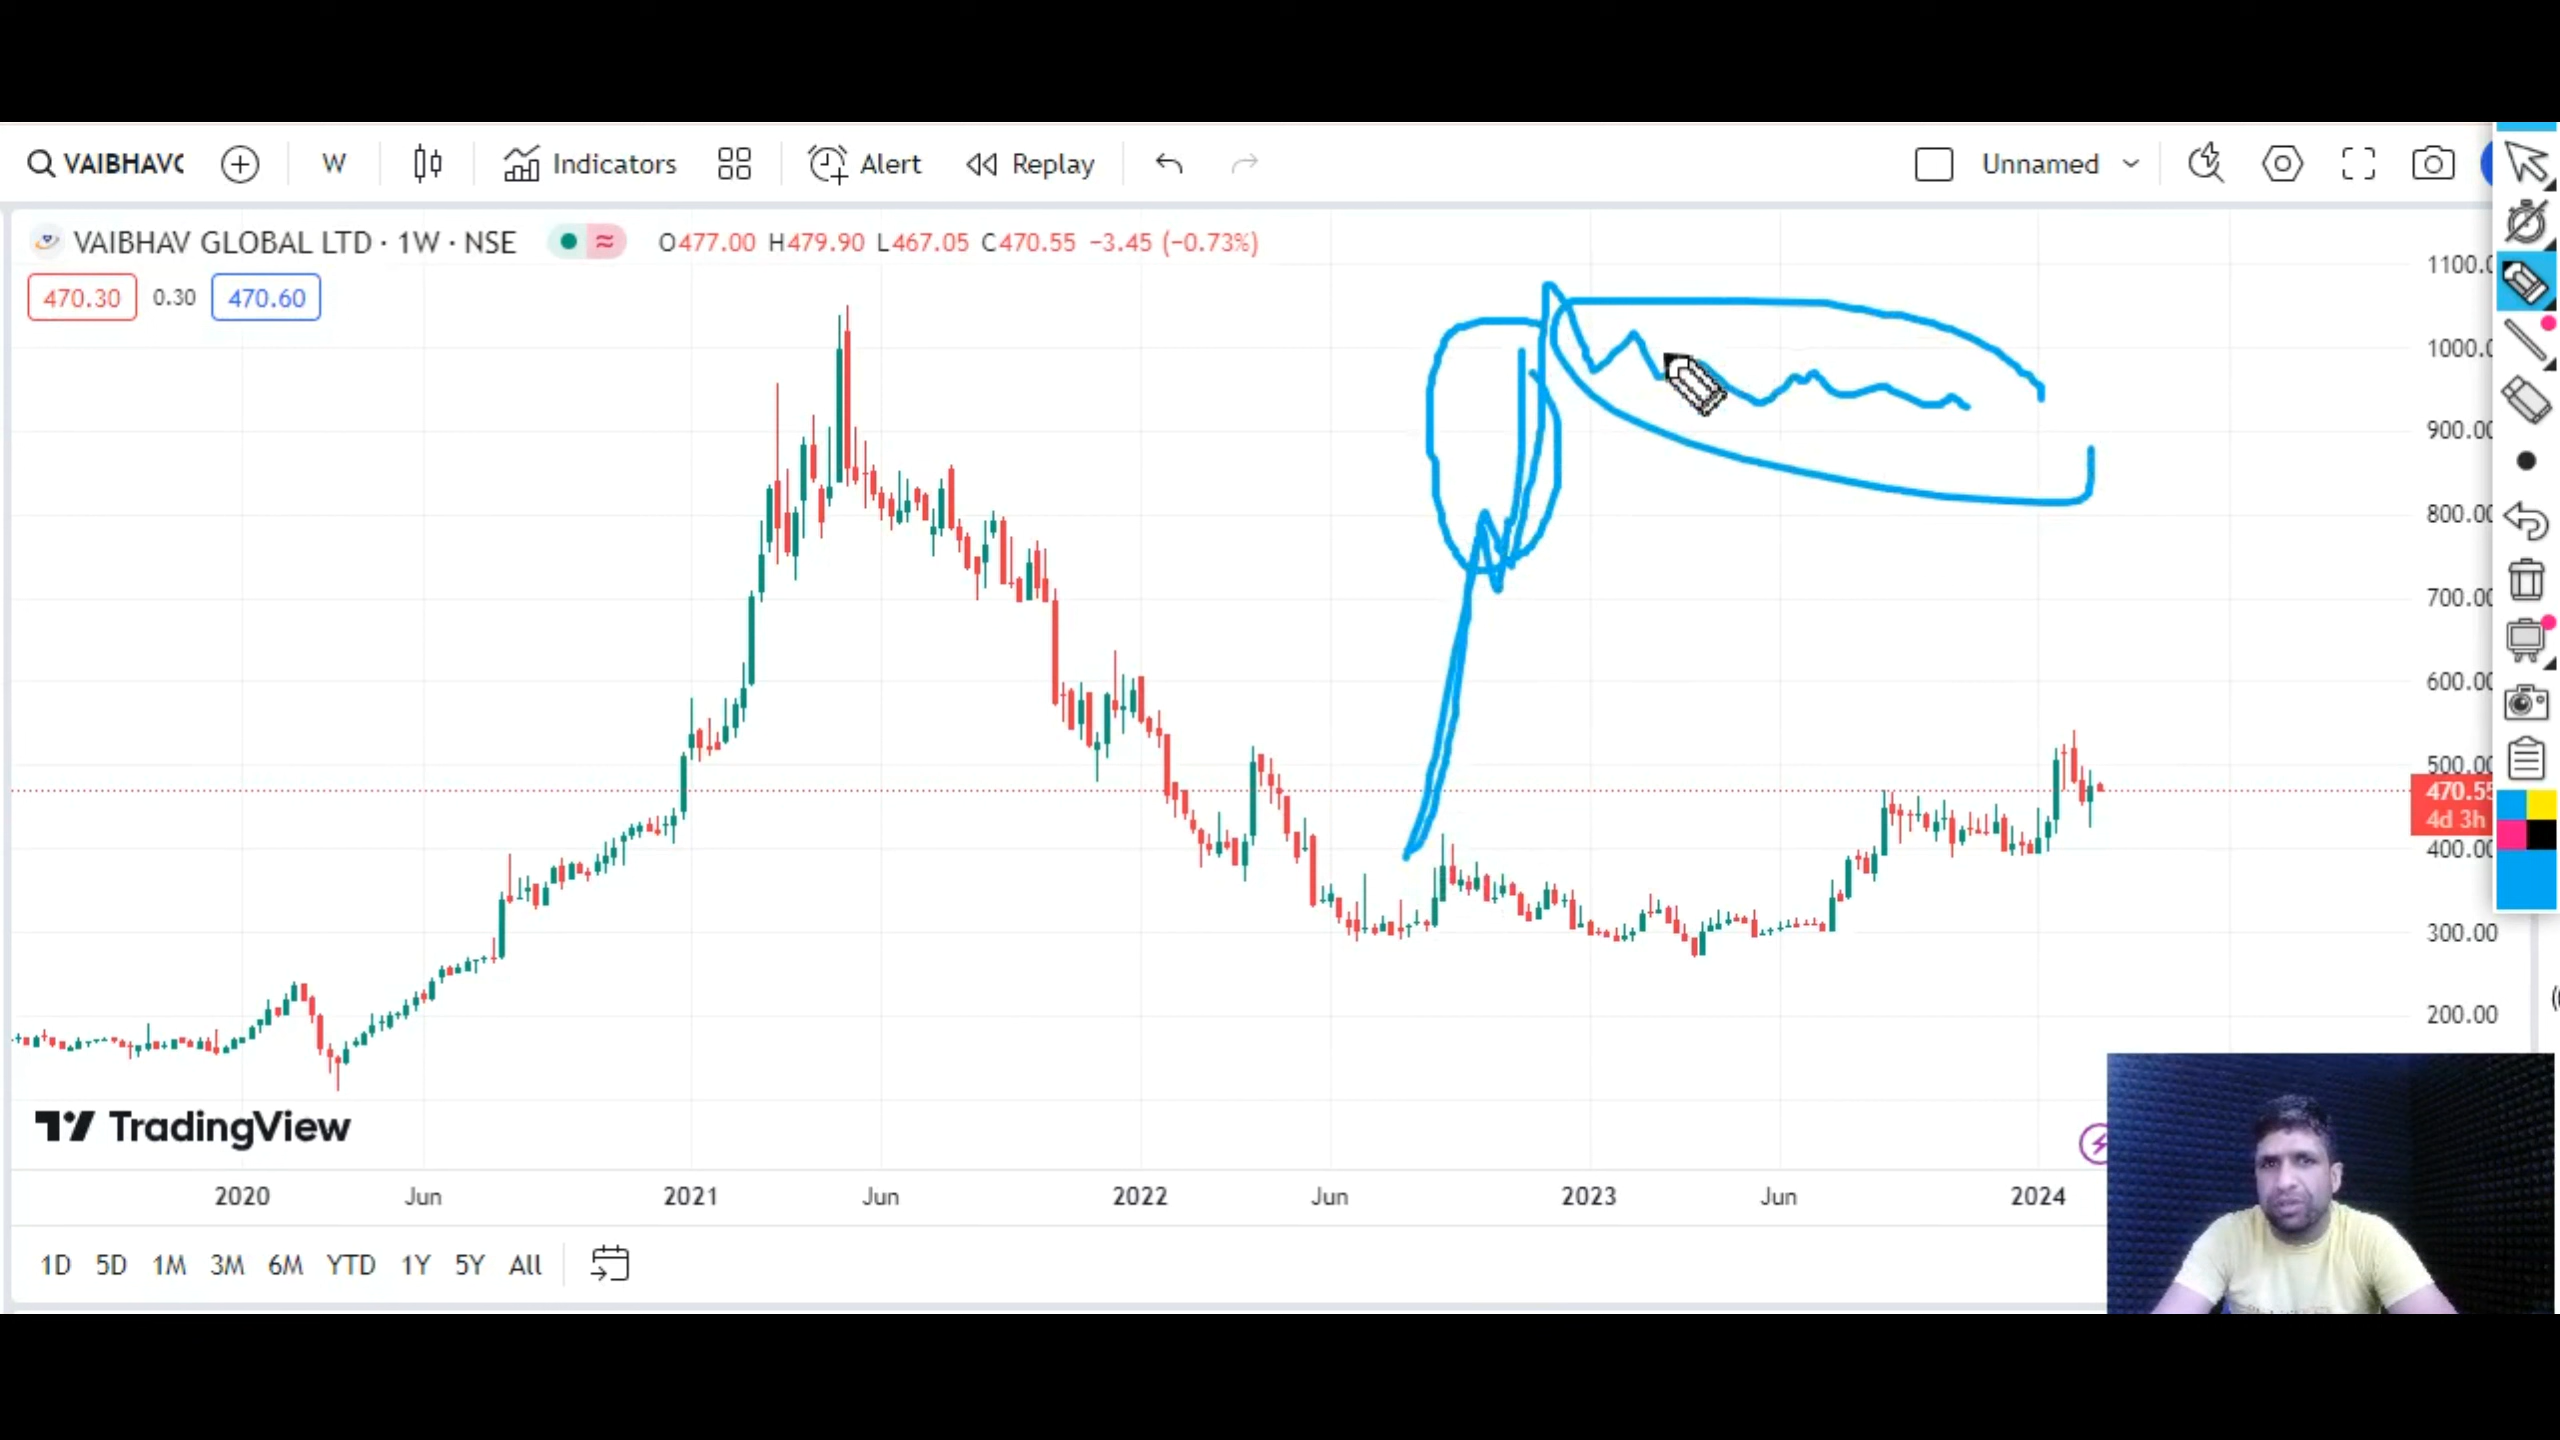 VAIBHAVC
W
Indicators
Alert
Replay
Unnamed
VAIBHAV GLOBAL LTD · 1W · NSE
O477.00 H479.90 L467.05 C470.55 −3.45 (−0.73%)
470.30 0.30 470.60
1100.0
1000.0
900.00
800.00
700.00
600.00
500.00
470.55
4d 3h
400.00
300.00
200.00
TradingView
2020 Jun 2021 Jun 2022 Jun 2023 Jun 2024
1D 5D 1M 3M 6M YTD 1Y 5Y All